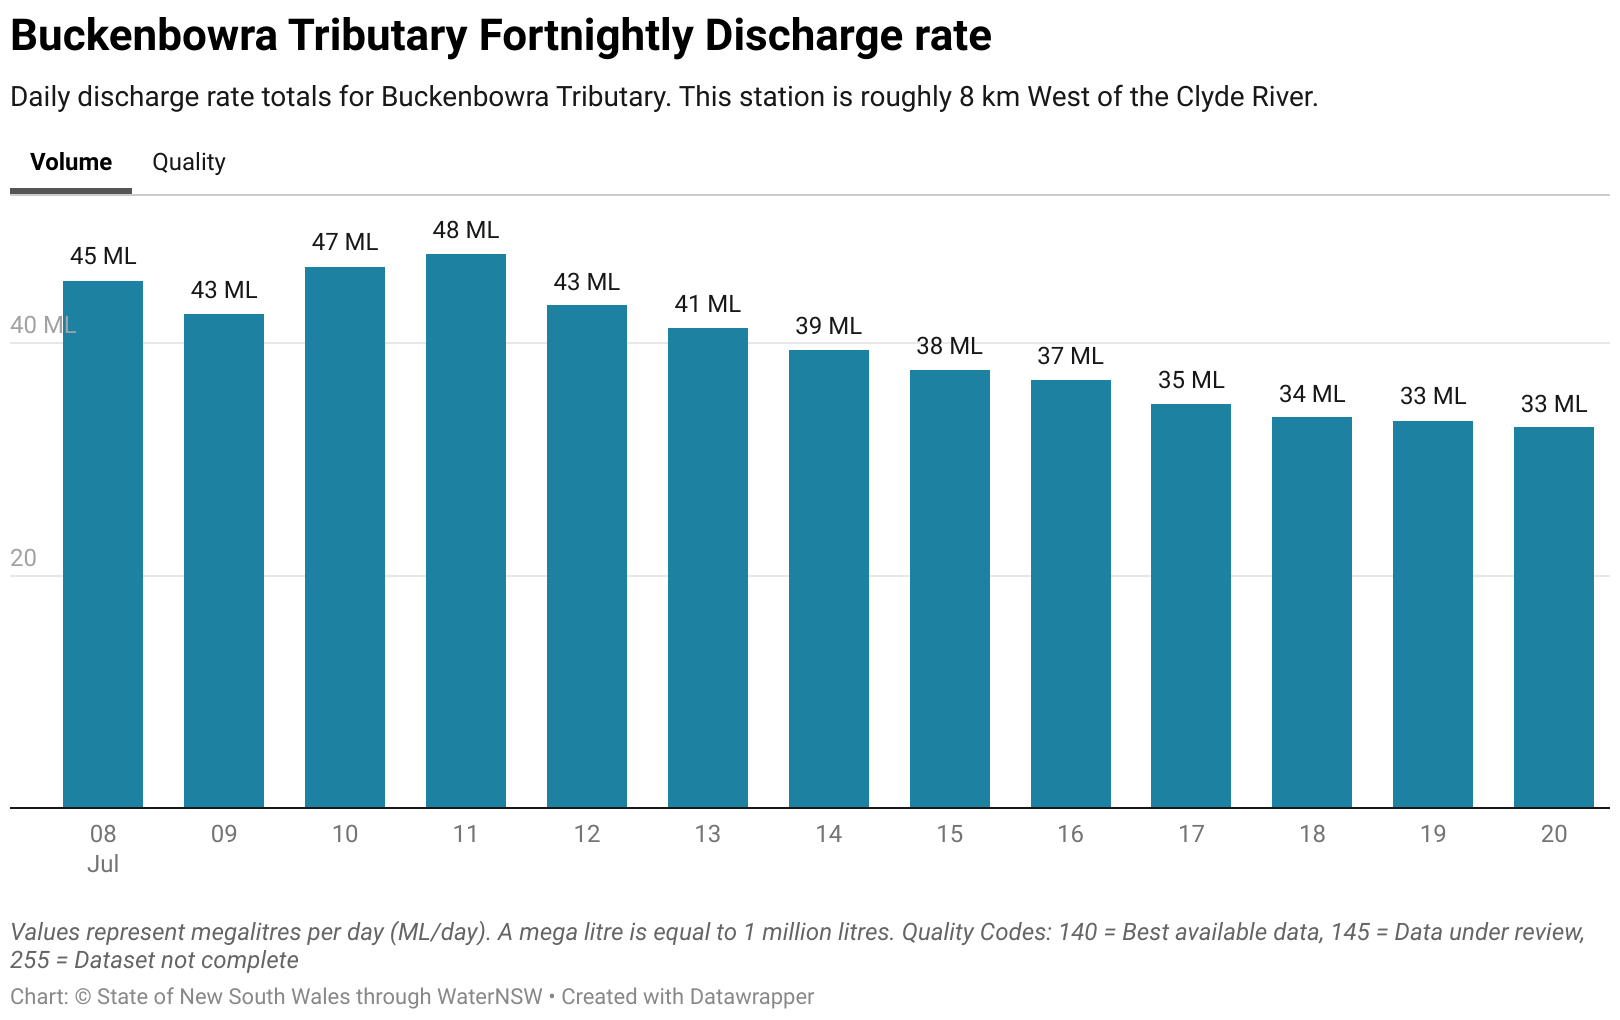 Buckenbowra Tributary Fortnightly Discharge rate
Daily discharge rate totals for Buckenbowra Tributary. This station is roughly 8 km West of the Clyde River.
Volume Quality
45 ML 43 ML 47 ML 48 ML 43 ML 41 ML 39 ML 38 ML 37 ML 35 ML 34 ML 33 ML 33 ML
40 ML
20
08 09 10 11 12 13 14 15 16 17 18 19 20
Jul
Values represent megalitres per day (ML/day). A mega litre is equal to 1 million litres. Quality Codes: 140 = Best available data, 145 = Data under review,
255 = Dataset not complete
Chart: © State of New South Wales through WaterNSW • Created with Datawrapper